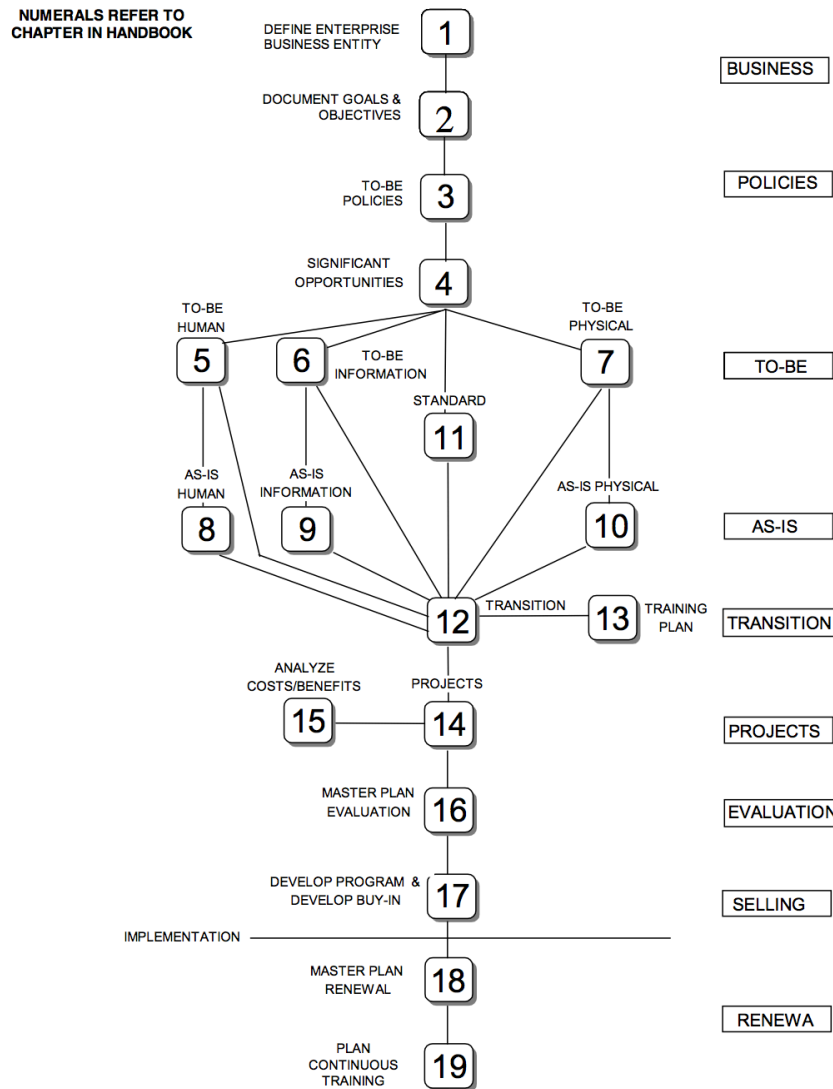 NUMERALS REFER TO
CHAPTER IN HANDBOOK
DEFINE ENTERPRISE
BUSINESS ENTITY
1
BUSINESS
DOCUMENT GOALS &
OBJECTIVES
2
TO-BE
POLICIES
3
POLICIES
SIGNIFICANT
OPPORTUNITIES
4
TO-BE
HUMAN
5
6
TO-BE
INFORMATION
TO-BE
PHYSICAL
7
TO-BE
STANDARD
11
AS-IS
HUMAN
8
AS-IS
INFORMATION
9
AS-IS PHYSICAL
10
AS-IS
12
TRANSITION
13
TRAINING
PLAN
TRANSITION
ANALYZE
COSTS/BENEFITS
15
PROJECTS
14
PROJECTS
MASTER PLAN
EVALUATION
16
EVALUATION
DEVELOP PROGRAM &
DEVELOP BUY-IN
17
SELLING
IMPLEMENTATION
MASTER PLAN
RENEWAL
18
RENEWA
PLAN
CONTINUOUS
TRAINING
19